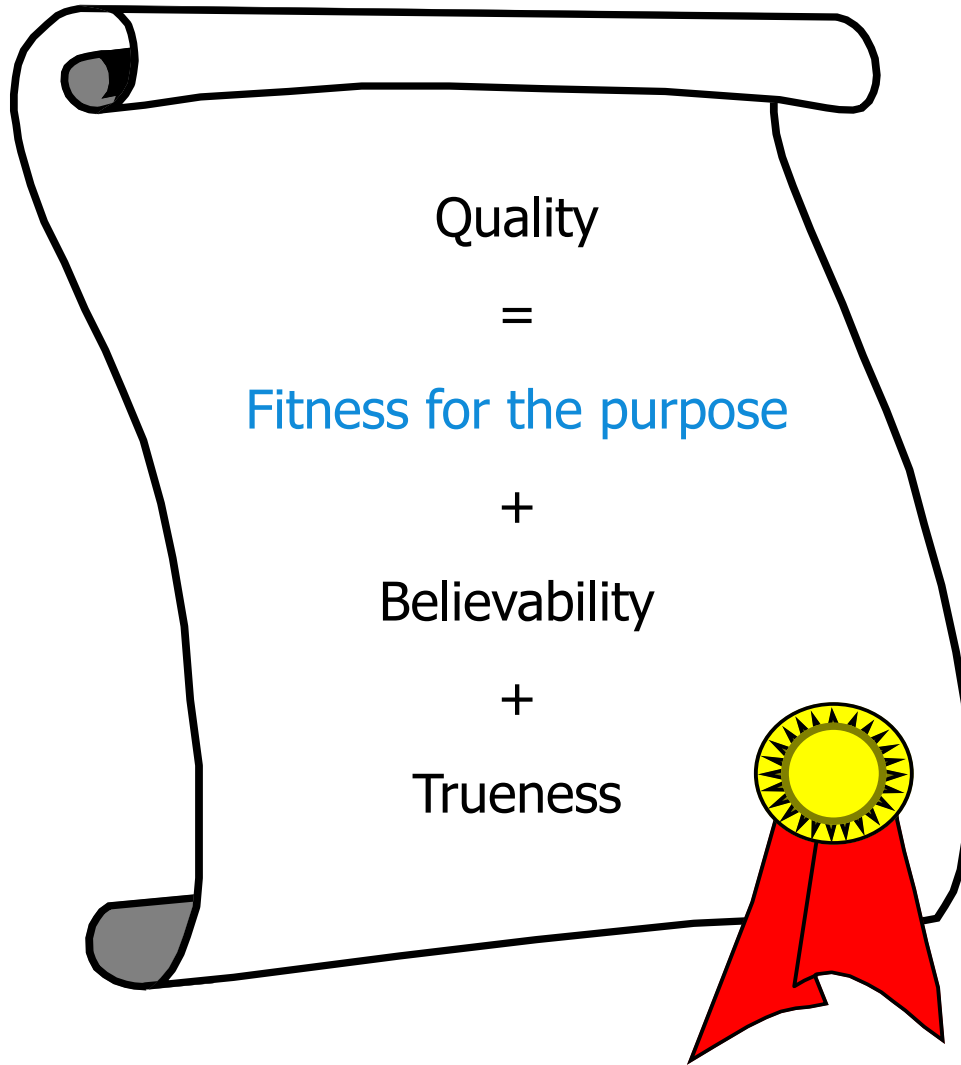 Quality
=
Fitness for the purpose
+
Believability
+
Trueness